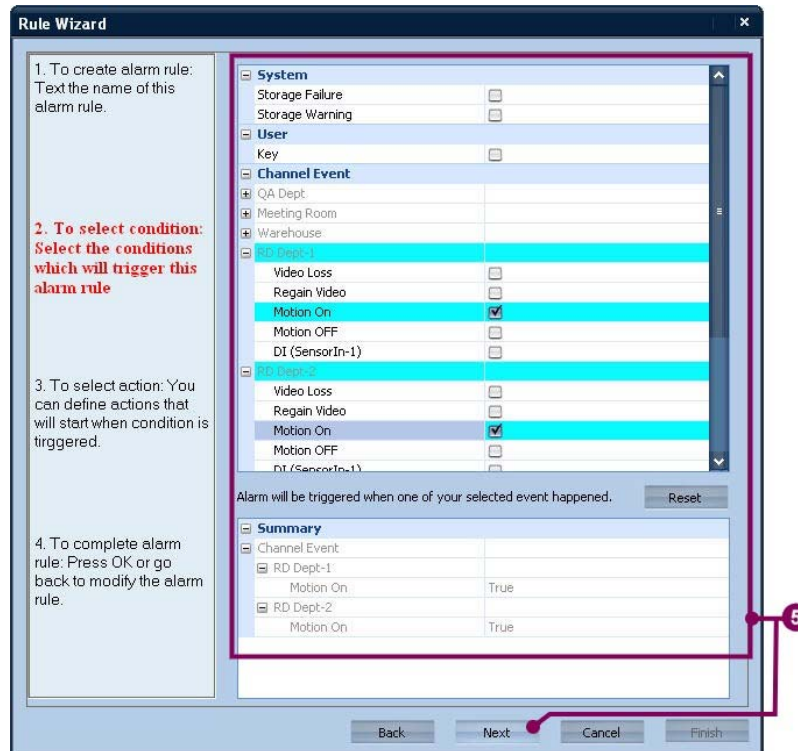 Rule Wizard
1. To create alarm rule:
Text the name of this
alarm rule.
2. To select condition:
Select the conditions
which will trigger this
alarm rule
3. To select action: You
can define actions that
will start when condition is
tirggered.
4. To complete alarm
rule: Press OK or go
back to modify the alarm
rule.
System
Storage Failure
Storage Warning
User
Key
Channel Event
QA Dept
Meeting Room
Warehouse
RD Dept-1
Video Loss
Regain Video
Motion On
Motion OFF
DI (SensorIn-1)
RD Dept-2
Video Loss
Regain Video
Motion On
Motion OFF
DI (SensorIn-1)
Alarm will be triggered when one of your selected event happened.
Reset
Summary
Channel Event
RD Dept-1
Motion On True
RD Dept-2
Motion On True
5
Back Next Cancel Finish